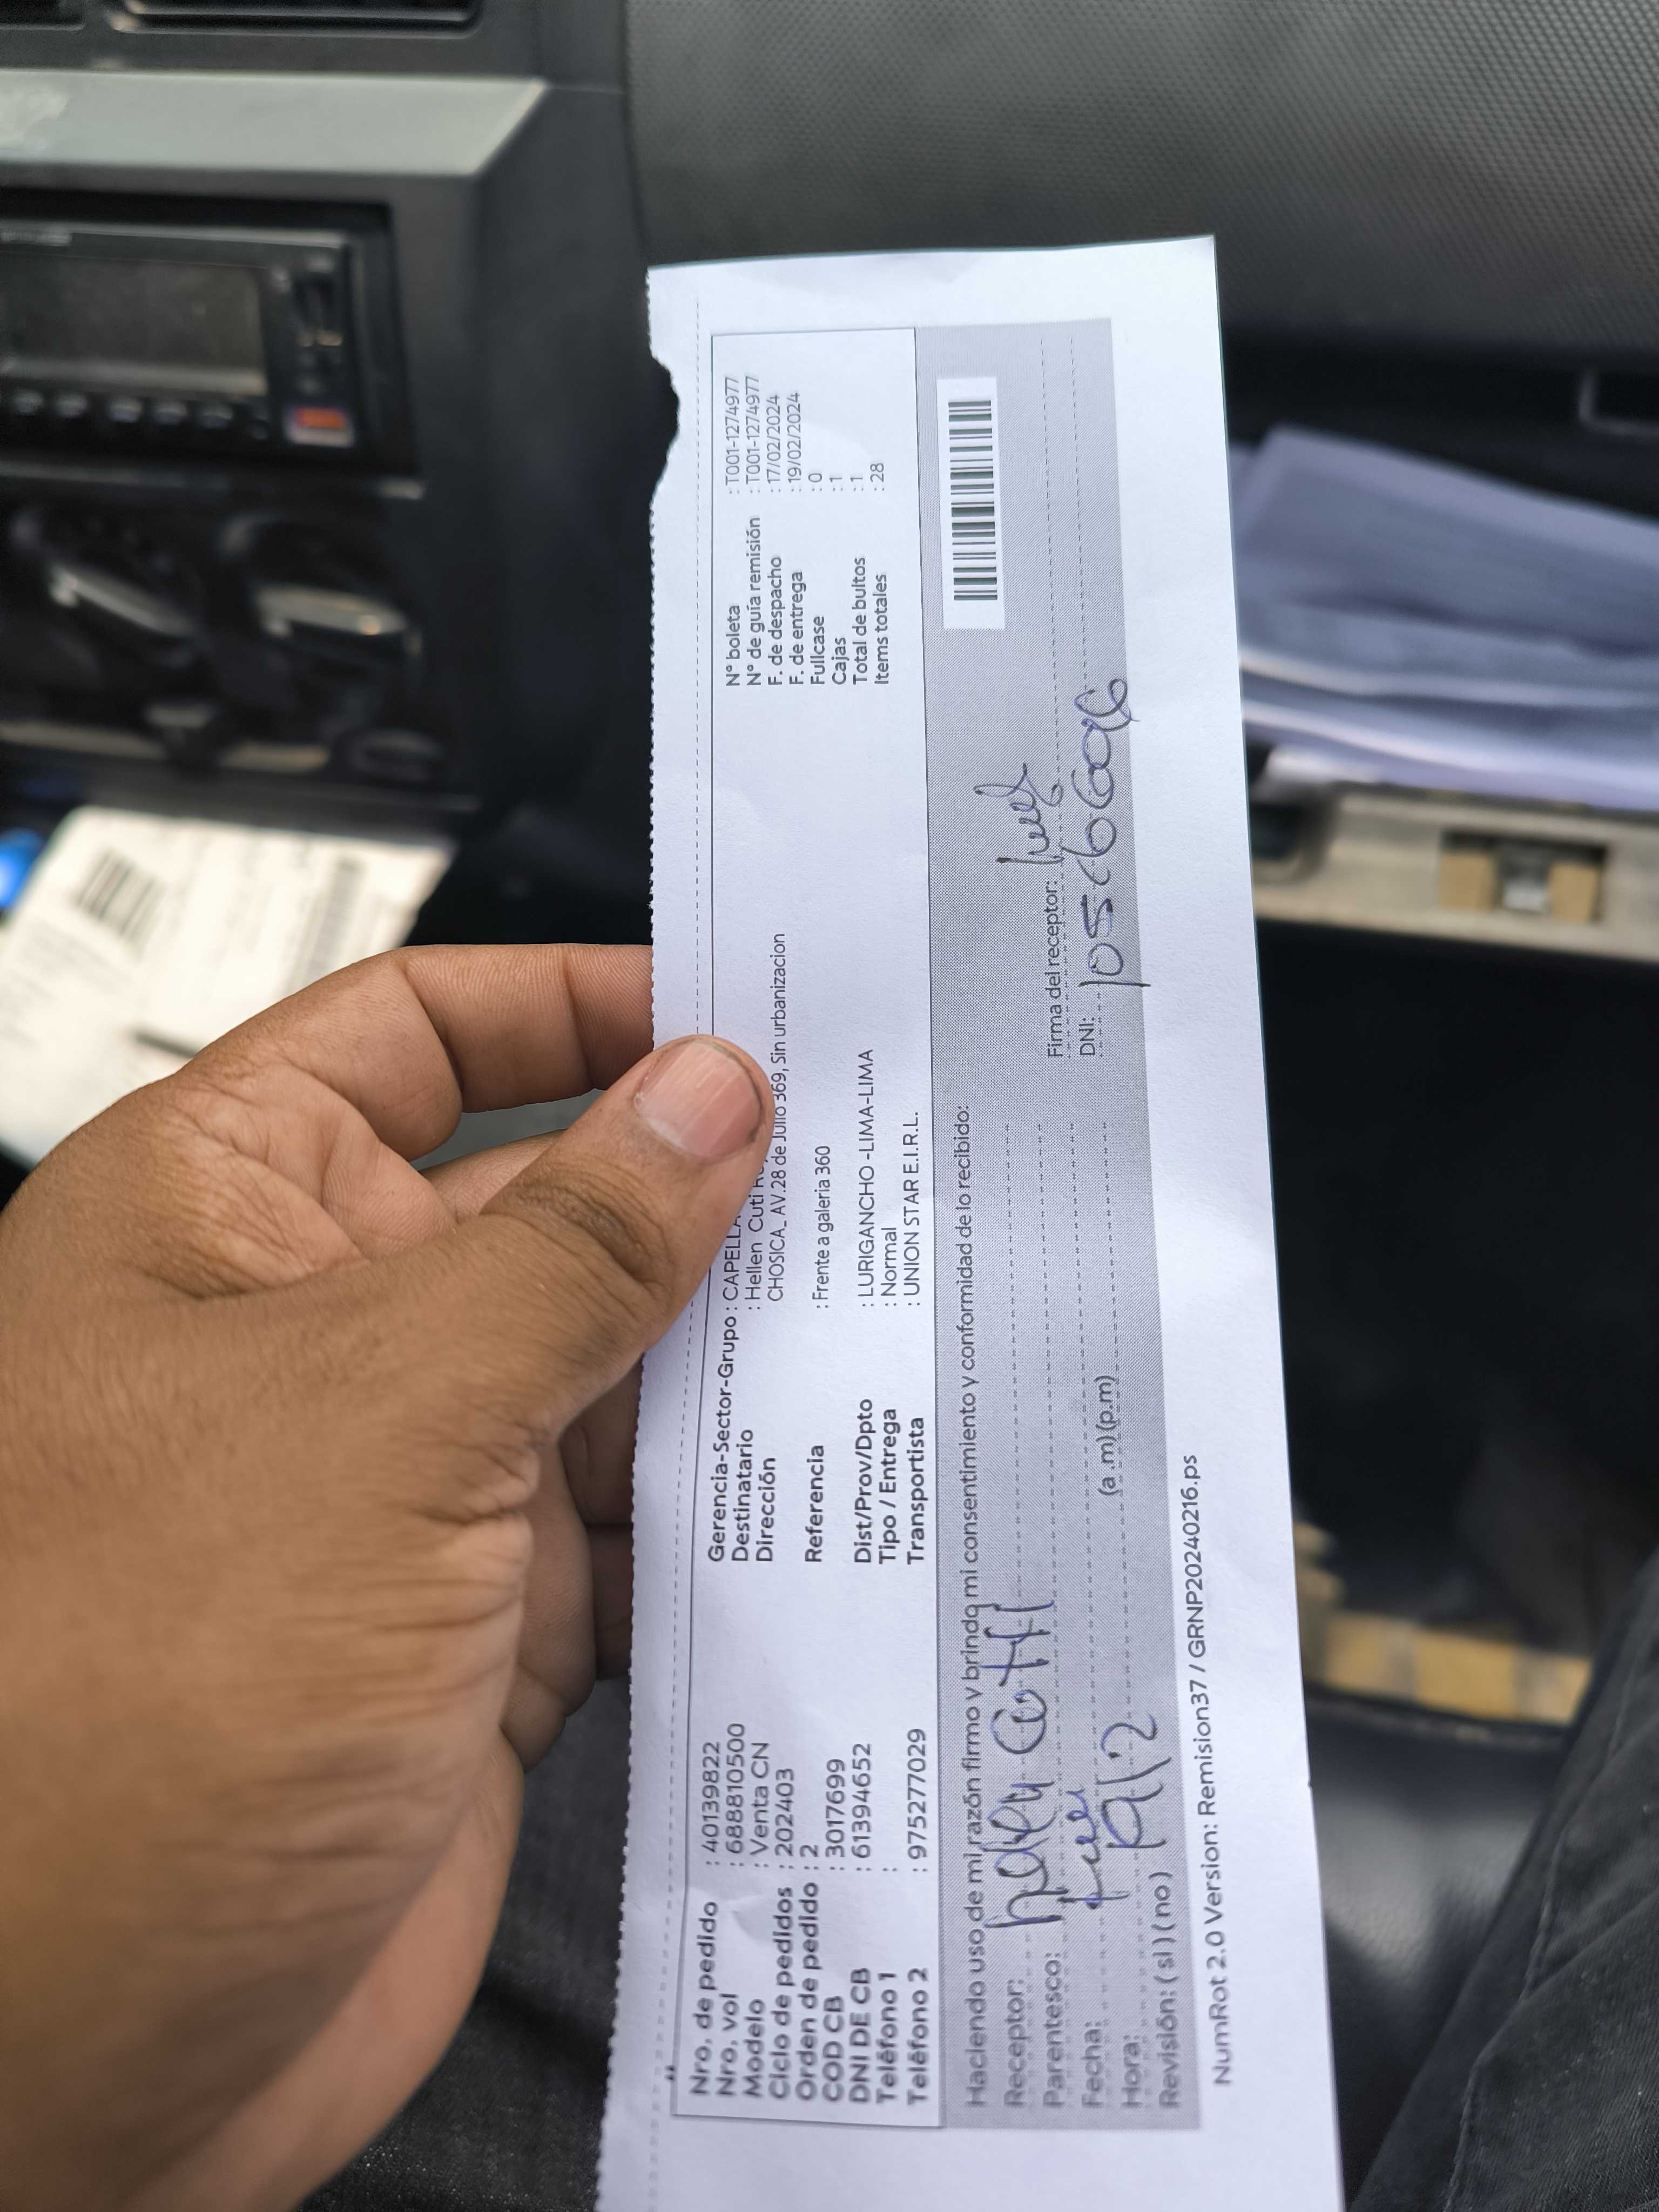 Nro. de pedido : 40139822
Nro. vol : 688810500
Modelo : Venta CN
Ciclo de pedidos : 202403
Orden de pedido : 2
COD CB : 3017699
DNI DE CB : 61394652
Teléfono 1 :
Teléfono 2 : 975277029
Gerencia-Sector-Grupo : CAPELLA
Destinatario : Hellen Cuti
Dirección CHOSICA_ AV.28 de Julio 369, Sin urbanizacion
Referencia : Frente a galeria 360
Dist/Prov/Dpto : LURIGANCHO -LIMA-LIMA
Tipo / Entrega : Normal
Transportista : UNION STAR E.I.R.L.
N° boleta : T001-1274977
N° de guía remisión : T001-1274977
F. de despacho : 17/02/2024
F. de entrega : 19/02/2024
Fullcase : 0
Cajas : 1
Total de bultos : 1
Items totales : 28
Haciendo uso de mi razón firmo y brindo mi consentimiento y conformidad de lo recibido:
Receptor:
Parentesco:
Fecha:
Hora: (a .m) (p.m)
Revisión: ( si ) ( no )
Firma del receptor:
DNI:
NumRot 2.0 Version: Remision37 / GRNP20240216.ps